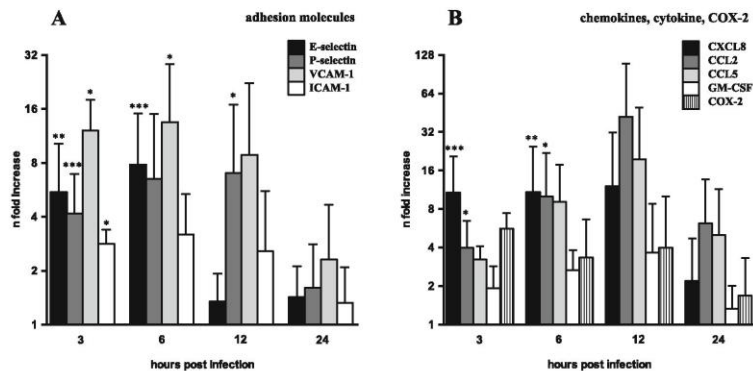 A
adhesion molecules
E-selectin
P-selectin
VCAM-1
ICAM-1
n fold increase
32
16
8
4
2
1
** *** * *
*** *
*
3 6 12 24
hours post infection
B
chemokines, cytokine, COX-2
CXCL8
CCL2
CCL5
GM-CSF
COX-2
n fold increase
128
64
32
16
8
4
2
1
*** *
** *
3 6 12 24
hours post infection